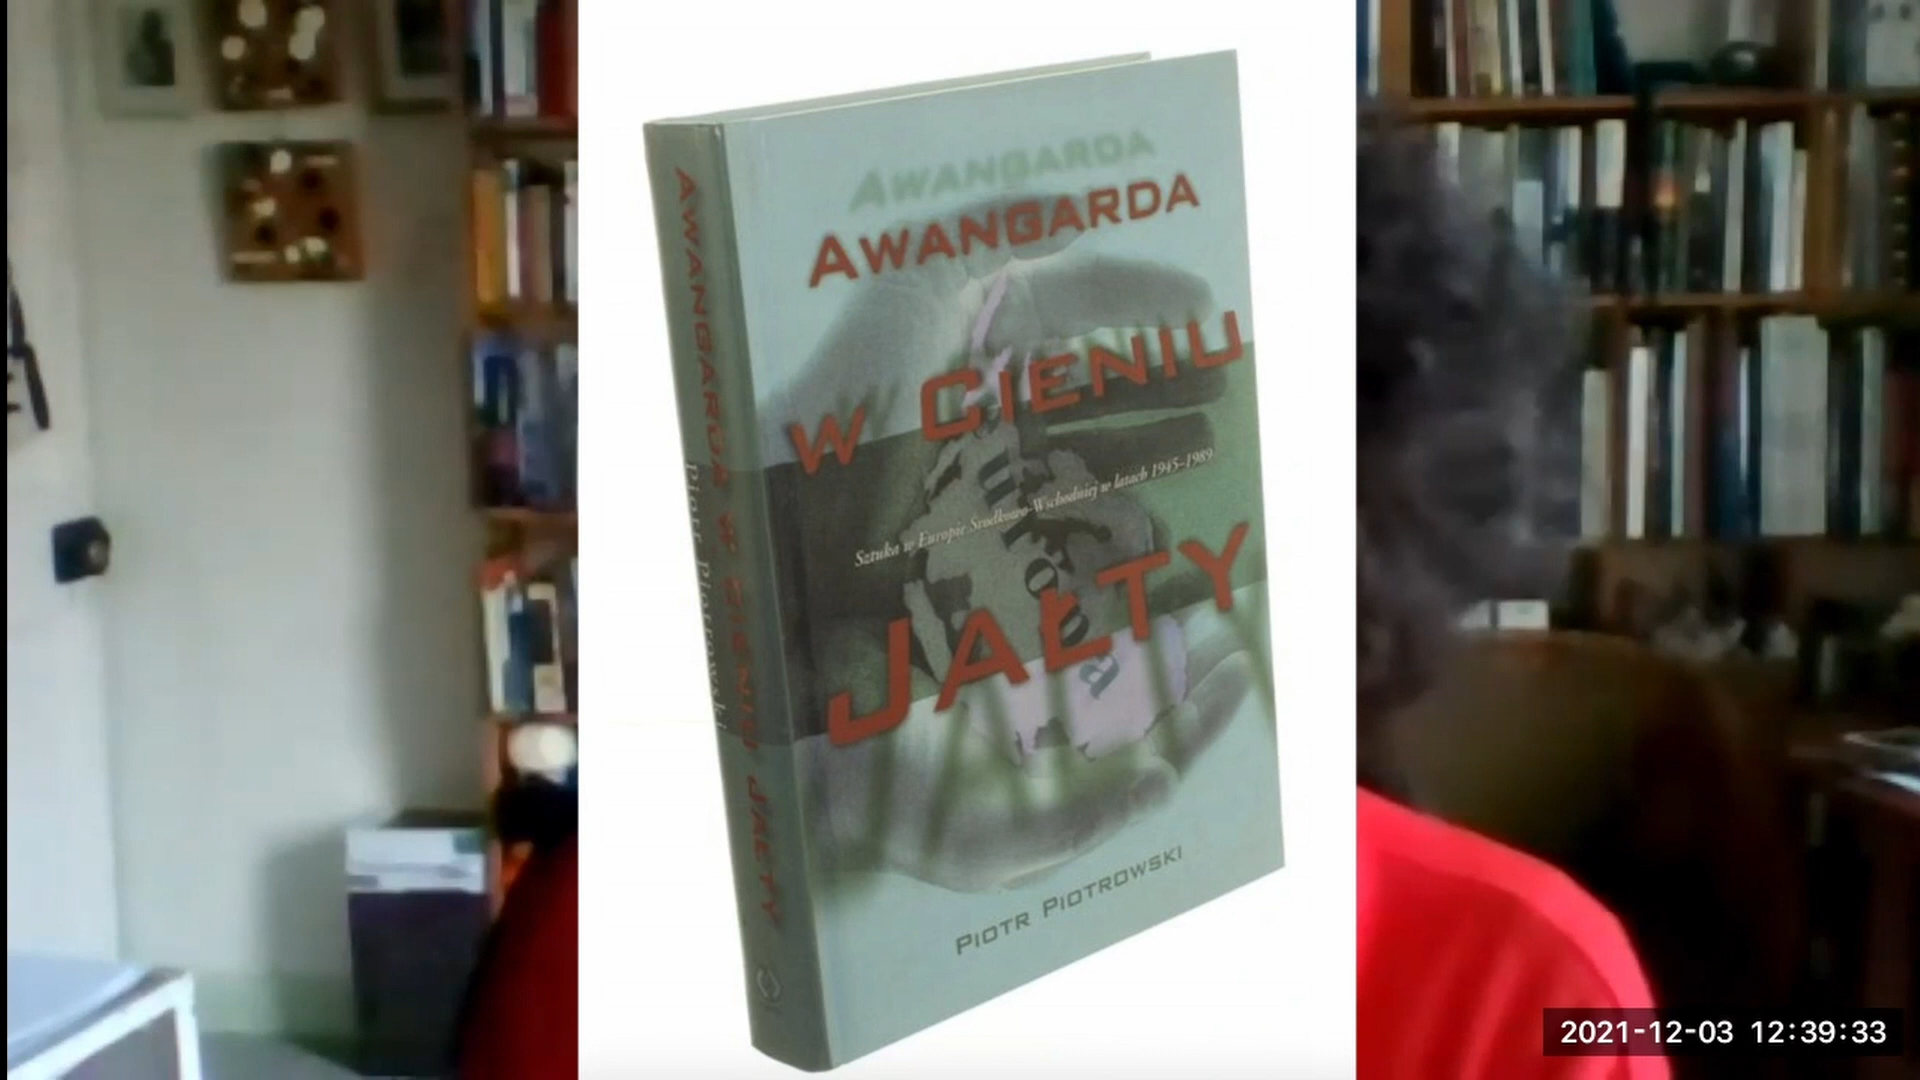 AWANGARDA
AWANGARDA
W CIENIU
Sztuka w Europie Środkowo-Wschodniej w latach 1945–1989
JAŁTY
PIOTR PIOTROWSKI
AWANGARDA W CIENIU JAŁTY
Piotr Piotrowski
2021-12-03 12:39:33